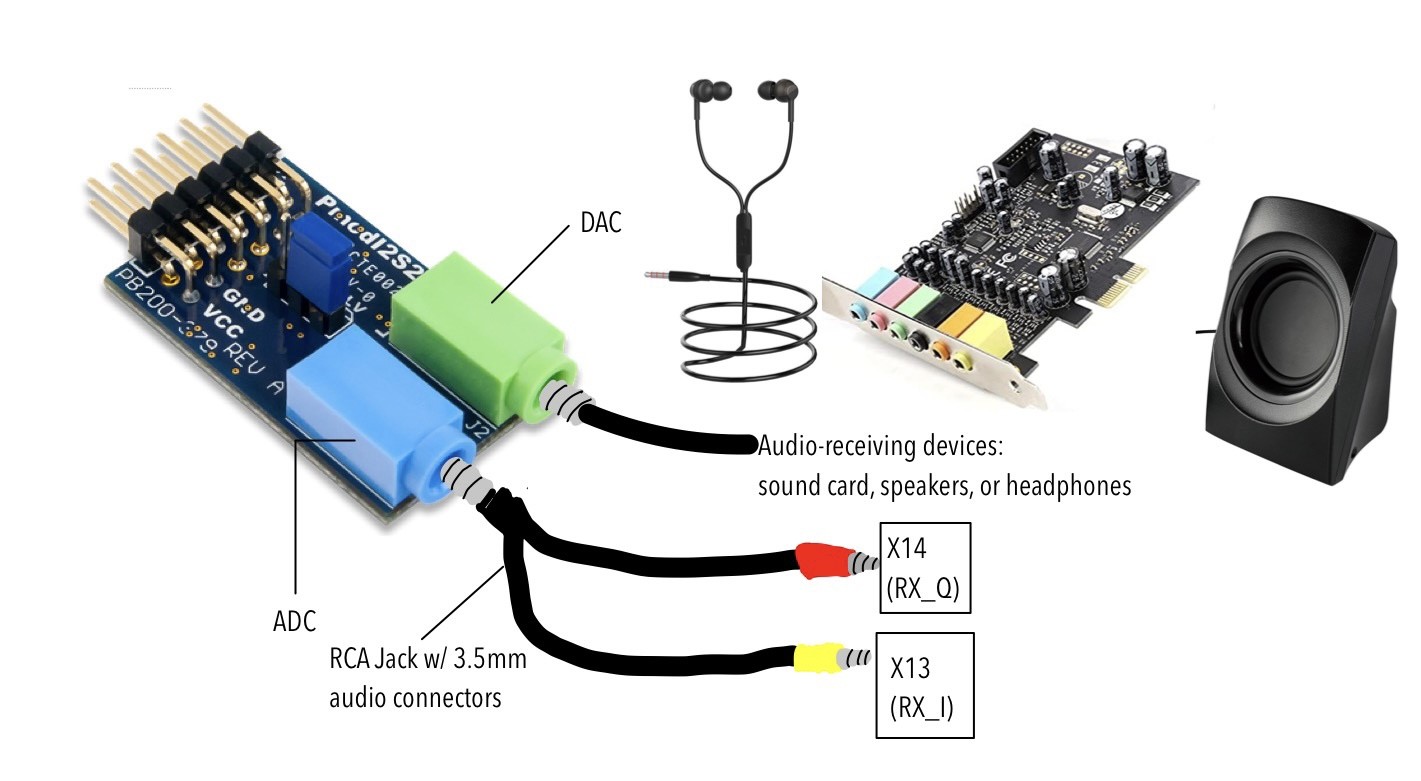 DAC
PmodI2S2
GND
VCC
PB200-379 REV A
J2
Audio-receiving devices:
sound card, speakers, or headphones
X14
(RX_Q)
ADC
RCA Jack w/ 3.5mm
audio connectors
X13
(RX_I)